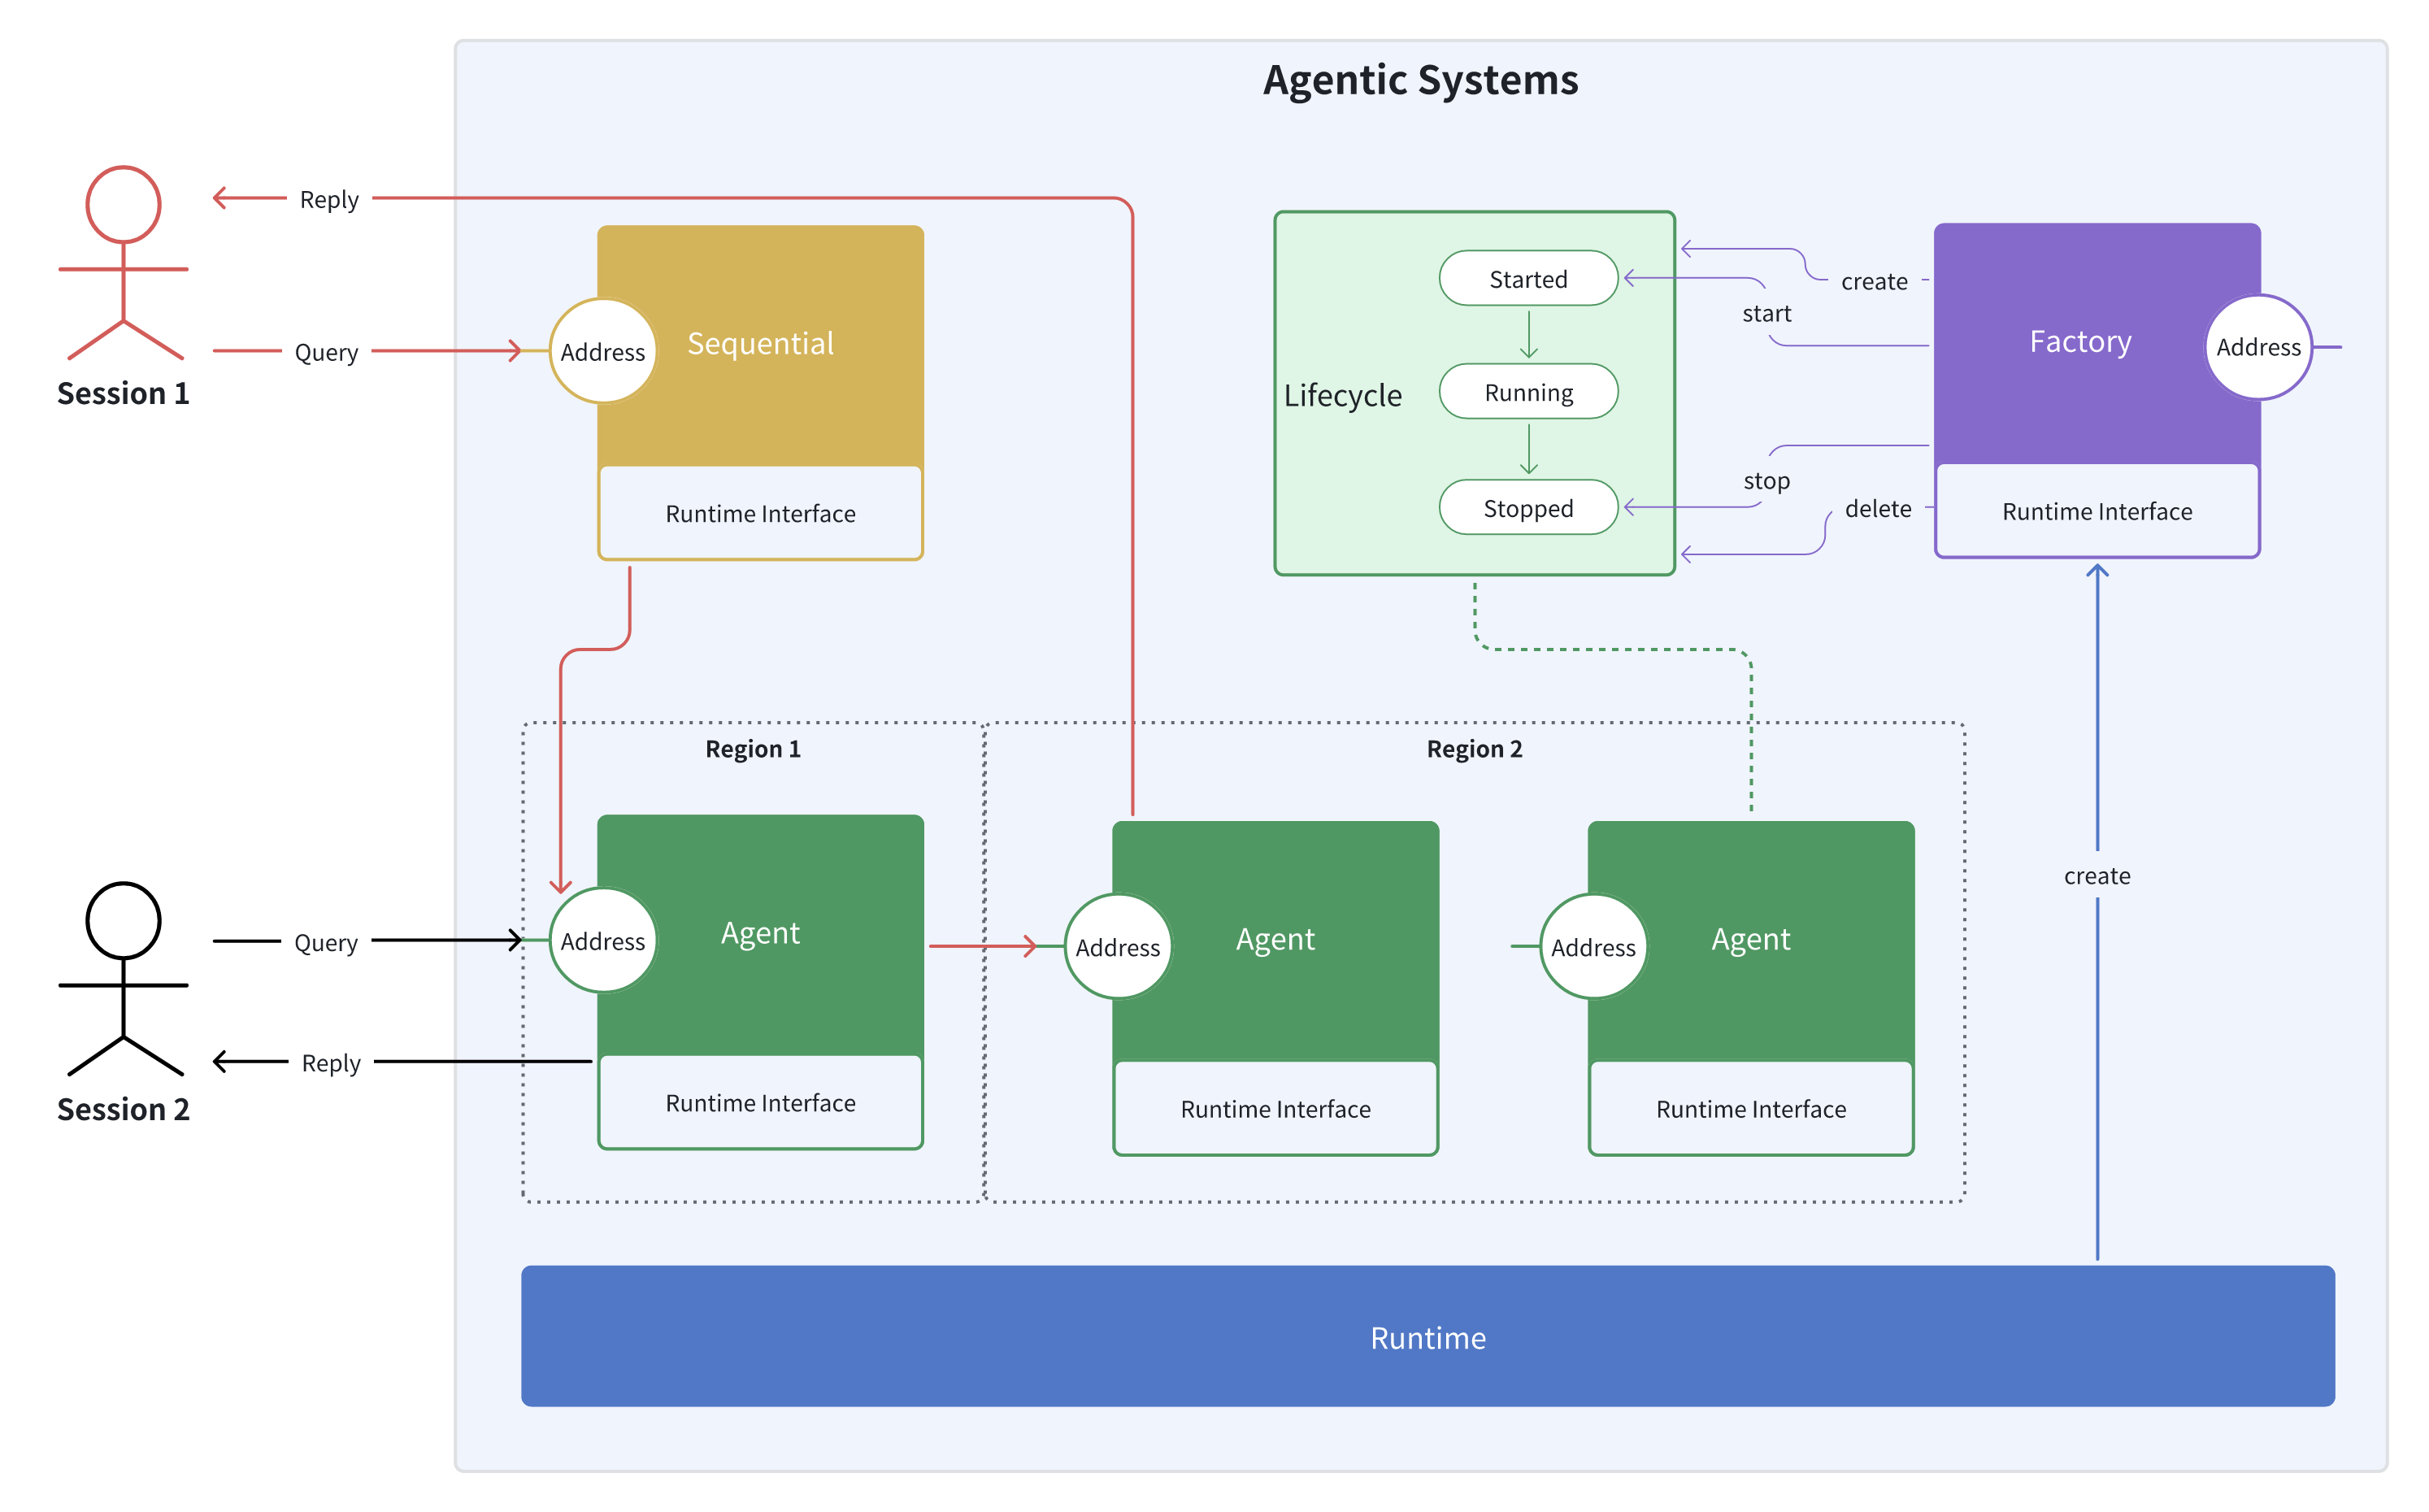 Agentic Systems
Reply
Query
Session 1
Address
Sequential
Runtime Interface
Lifecycle
Started
Running
Stopped
create
start
stop
delete
Factory
Address
Runtime Interface
create
Region 1
Region 2
Query
Reply
Session 2
Address
Agent
Runtime Interface
Address
Agent
Runtime Interface
Address
Agent
Runtime Interface
Runtime